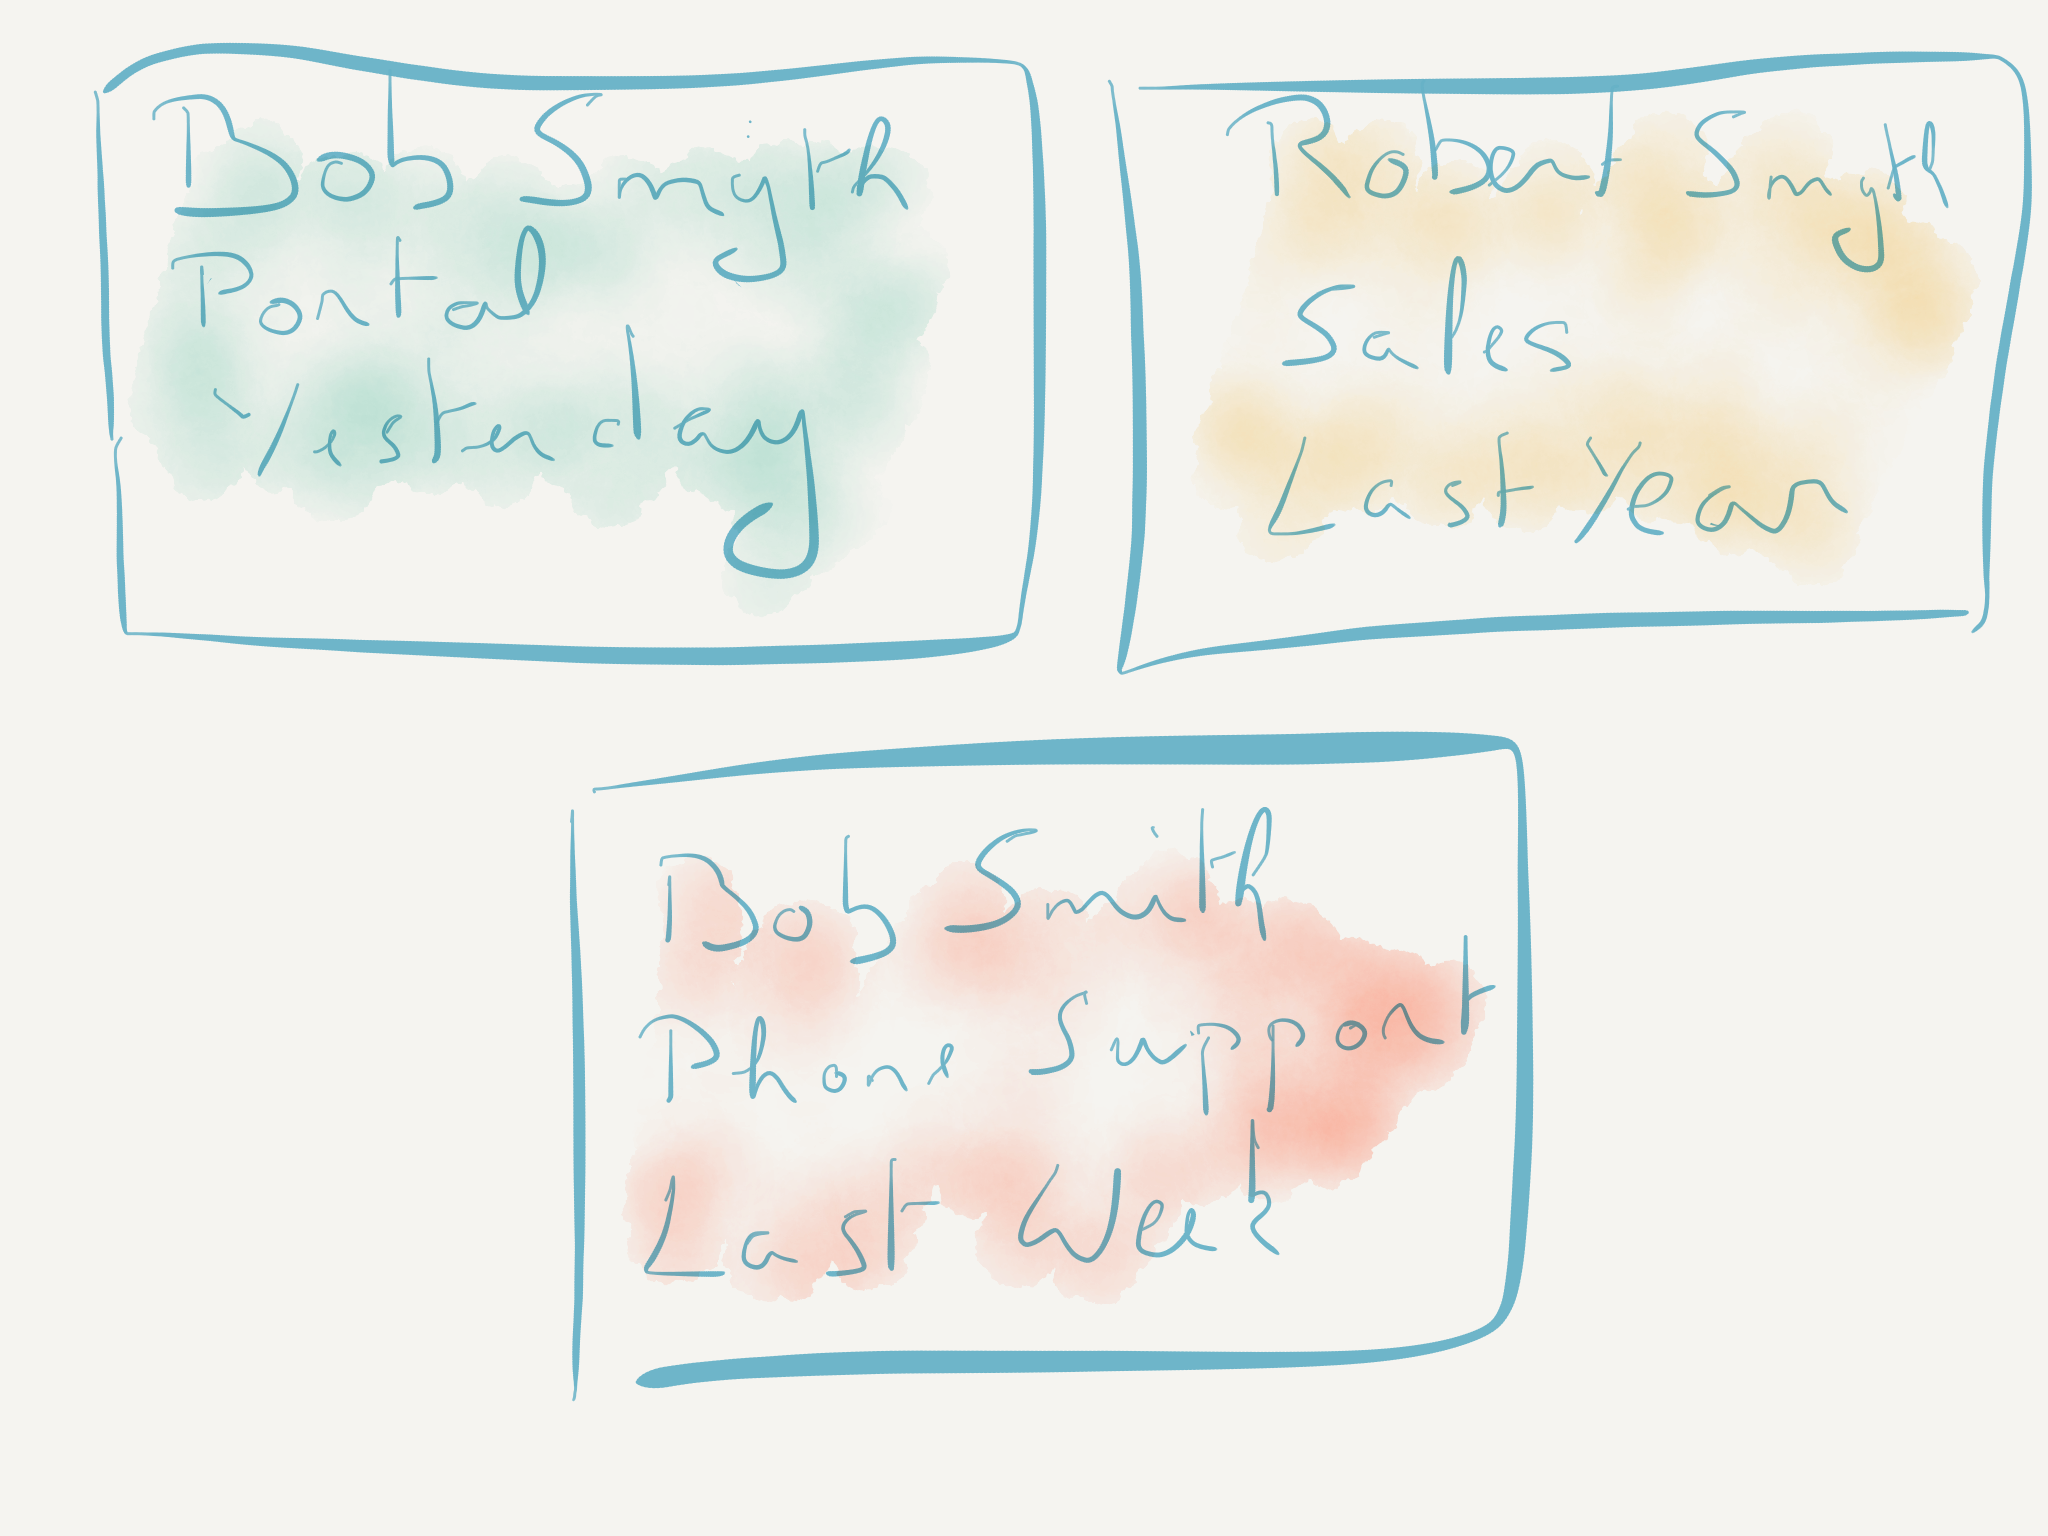 Bob Smyth
Portal
Yesterday
Robert Smyth
Sales
Last Year
Bob Smith
Phone Support
Last Week